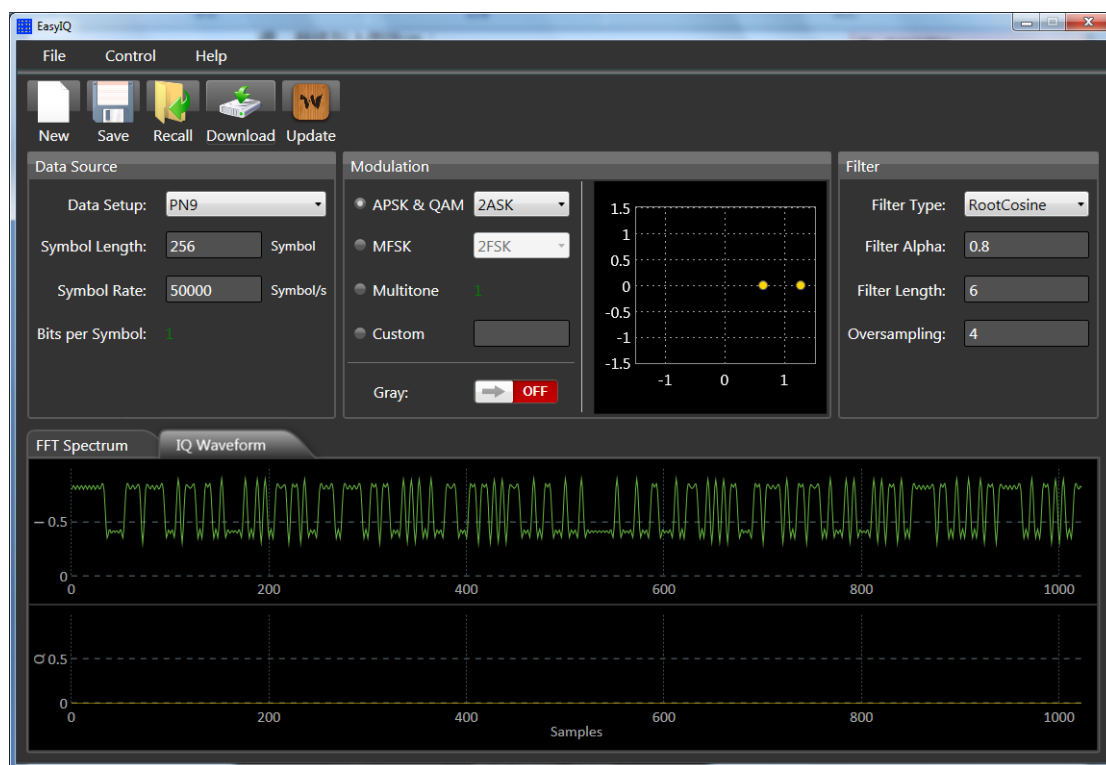 EasyIQ
File Control Help
New Save Recall Download Update
Data Source
Data Setup: PN9
Symbol Length: 256 Symbol
Symbol Rate: 50000 Symbol/s
Bits per Symbol: 1
Modulation
APSK & QAM 2ASK
MFSK 2FSK
Multitone 1
Custom
Gray: OFF
1.5
1
0.5
0
-0.5
-1
-1.5
-1 0 1
Filter
Filter Type: RootCosine
Filter Alpha: 0.8
Filter Length: 6
Oversampling: 4
FFT Spectrum IQ Waveform
I 0.5
0
0 200 400 600 800 1000
Q 0.5
0
0 200 400 600 800 1000
Samples